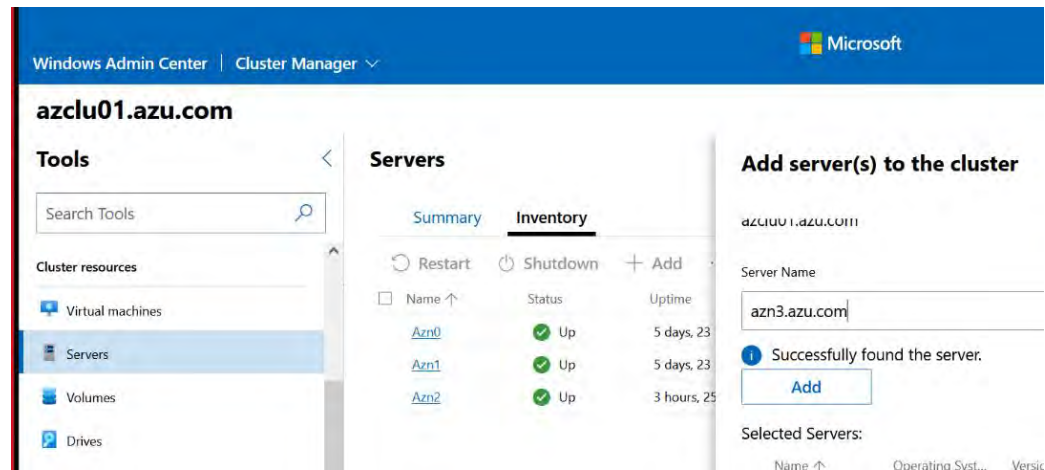 Microsoft
Windows Admin Center | Cluster Manager
azclu01.azu.com
Tools
Search Tools
Cluster resources
Virtual machines
Servers
Volumes
Drives
Servers
Summary Inventory
Restart Shutdown + Add
Name ↑ Status Uptime
Azn0 Up 5 days, 23
Azn1 Up 5 days, 23
Azn2 Up 3 hours, 25
Add server(s) to the cluster
azclu01.azu.com
Server Name
azn3.azu.com
Successfully found the server.
Add
Selected Servers:
Name ↑ Operating Syst... Versio